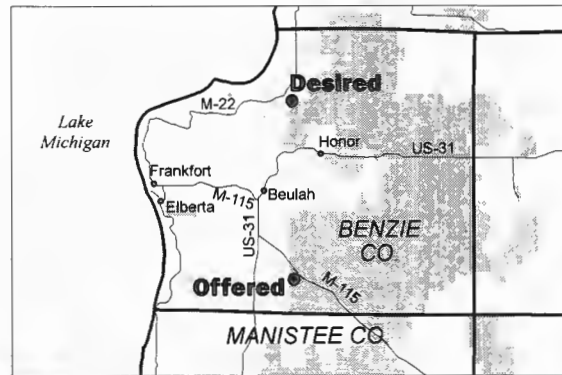 Desired
M-22
Lake
Michigan
Honor
US-31
Frankfort
M-115
Beulah
Elberta
US-31
BENZIE
CO
Offered
M-115
MANISTEE CO